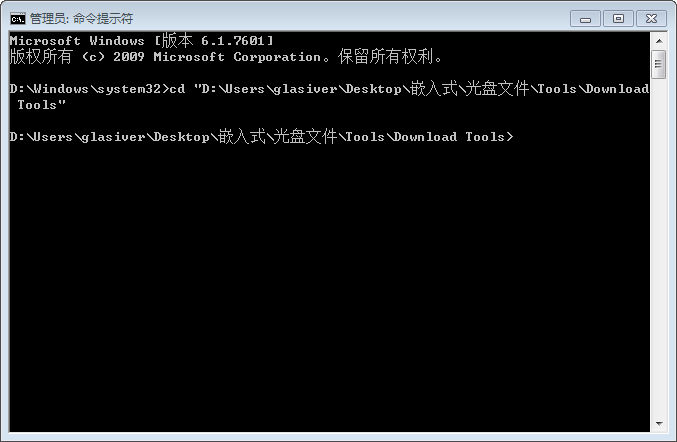 管理员: 命令提示符
Microsoft Windows [版本 6.1.7601]
版权所有 (c) 2009 Microsoft Corporation。保留所有权利。
D:\Windows\system32>cd "D:\Users\glasiver\Desktop\嵌入式\光盘文件\Tools\Download
Tools"
D:\Users\glasiver\Desktop\嵌入式\光盘文件\Tools\Download Tools>